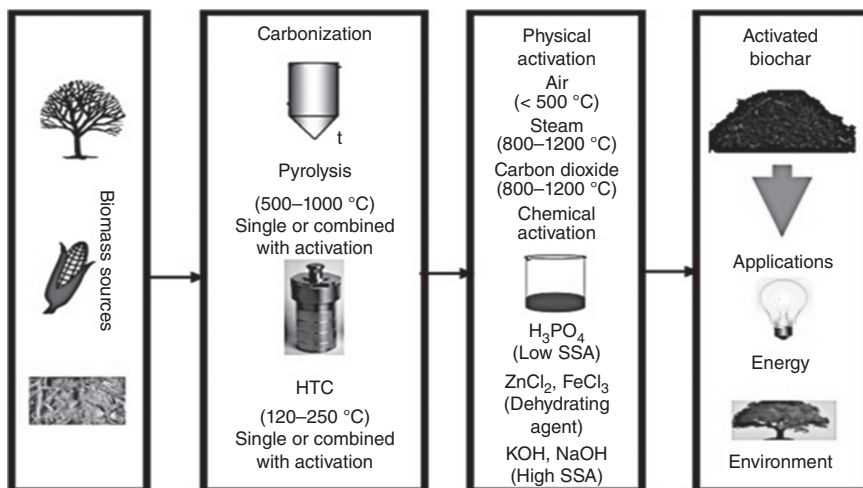 Biomass sources
Carbonization
t
Pyrolysis
(500–1000 °C)
Single or combined
with activation
HTC
(120–250 °C)
Single or combined
with activation
Physical
activation
Air
(< 500 °C)
Steam
(800–1200 °C)
Carbon dioxide
(800–1200 °C)
Chemical
activation
H₃PO₄
(Low SSA)
ZnCl₂, FeCl₃
(Dehydrating
agent)
KOH, NaOH
(High SSA)
Activated
biochar
Applications
Energy
Environment